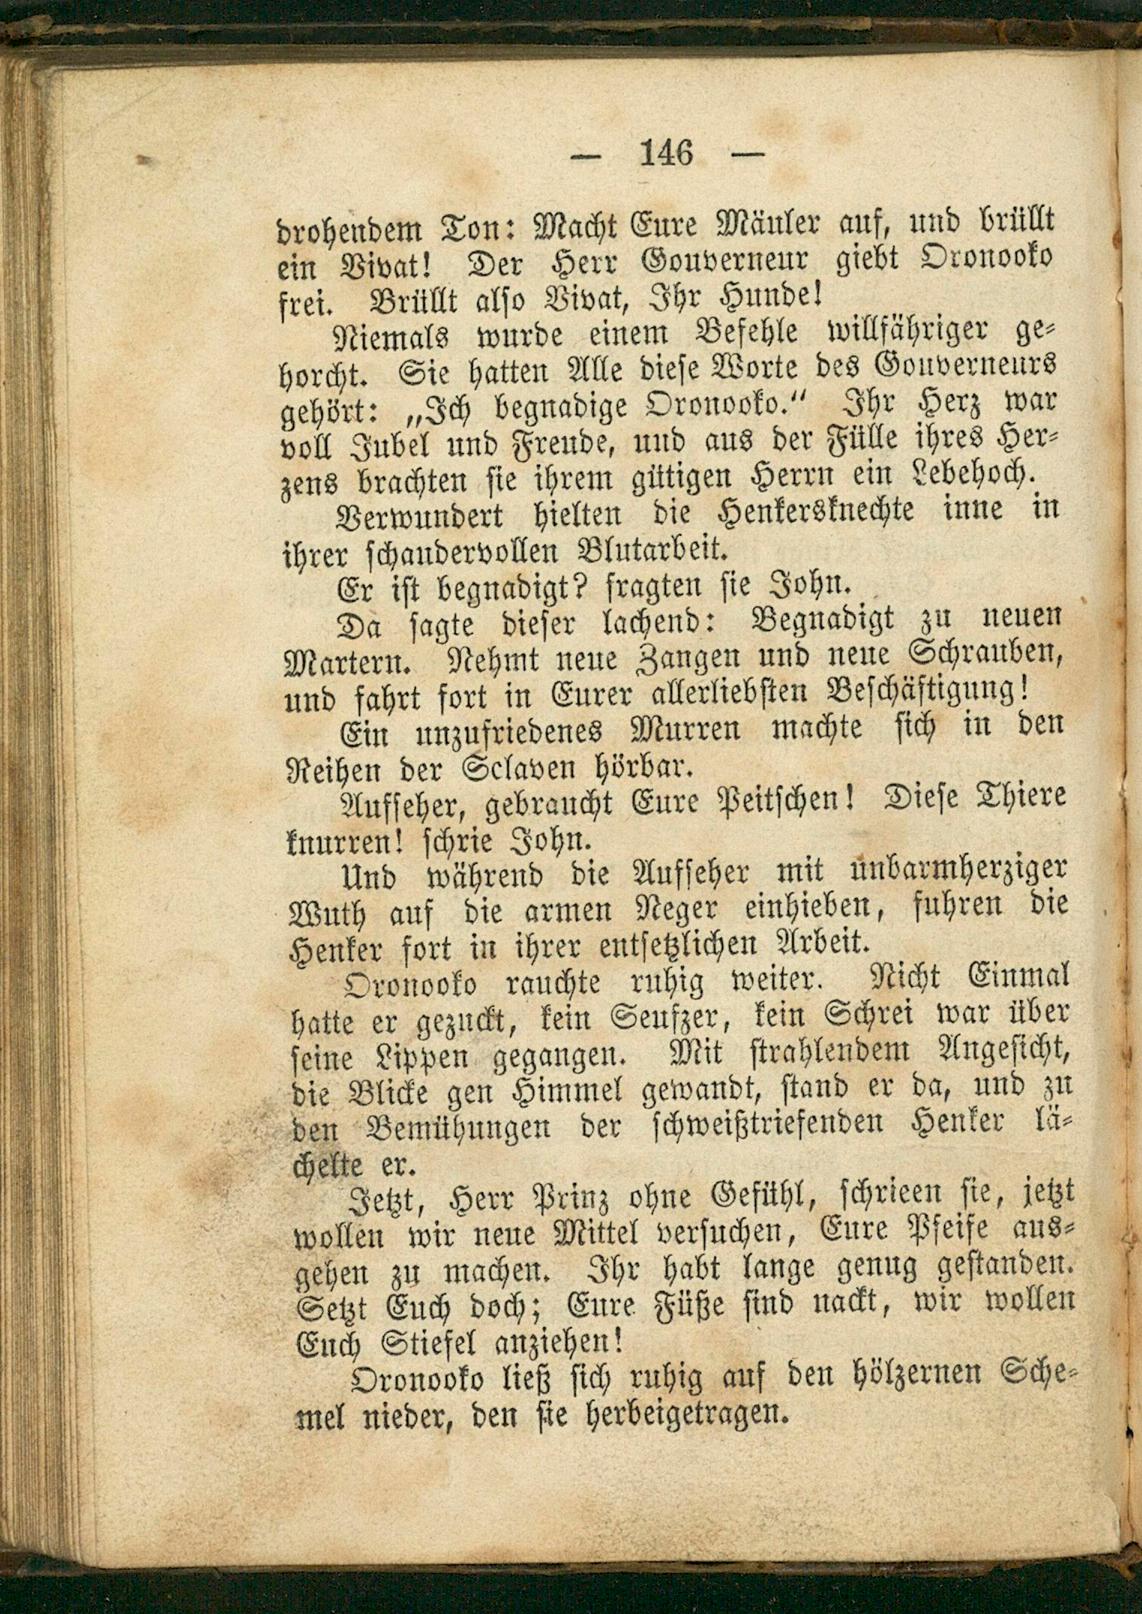 — 146 —
drohendem Ton: Macht Eure Mäuler auf, und brüllt
ein Vivat! Der Herr Gouverneur giebt Oronooko
frei. Brüllt also Vivat, Ihr Hunde!
Niemals wurde einem Befehle willfähriger ge-
horcht. Sie hatten Alle diese Worte des Gouverneurs
gehört: „Ich begnadige Oronooko.“ Ihr Herz war
voll Jubel und Freude, und aus der Fülle ihres Her-
zens brachten sie ihrem gütigen Herrn ein Lebehoch.
Verwundert hielten die Henkersknechte inne in
ihrer schaudervollen Blutarbeit.
Er ist begnadigt? fragten sie John.
Da sagte dieser lachend: Begnadigt zu neuen
Martern. Nehmt neue Zangen und neue Schrauben,
und fahrt fort in Eurer allerliebsten Beschäftigung!
Ein unzufriedenes Murren machte sich in den
Reihen der Sclaven hörbar.
Aufseher, gebraucht Eure Peitschen! Diese Thiere
knurren! schrie John.
Und während die Aufseher mit unbarmherziger
Wuth auf die armen Neger einhieben, fuhren die
Henker fort in ihrer entsetzlichen Arbeit.
Oronooko rauchte ruhig weiter. Nicht Einmal
hatte er gezuckt, kein Seufzer, kein Schrei war über
seine Lippen gegangen. Mit strahlendem Angesicht,
die Blicke gen Himmel gewandt, stand er da, und zu
den Bemühungen der schweißtriefenden Henker lä-
chelte er.
Jetzt, Herr Prinz ohne Gefühl, schrieen sie, jetzt
wollen wir neue Mittel versuchen, Eure Pfeife aus-
gehen zu machen. Ihr habt lange genug gestanden.
Setzt Euch doch; Eure Füße sind nackt, wir wollen
Euch Stiefel anziehen!
Oronooko ließ sich ruhig auf den hölzernen Sche-
mel nieder, den sie herbeigetragen.